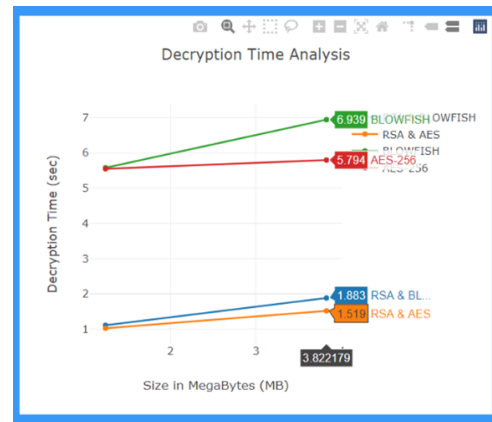 Decryption Time Analysis
7
6.939 BLOWFISH OWFISH
RSA & AES
6
BLOWFISH
5.794 AES-256
AES-256
5
4
3
2
1.883 RSA & BL...
1.519 RSA & AES
1
2
3
3.822179
Decryption Time (sec)
Size in MegaBytes (MB)